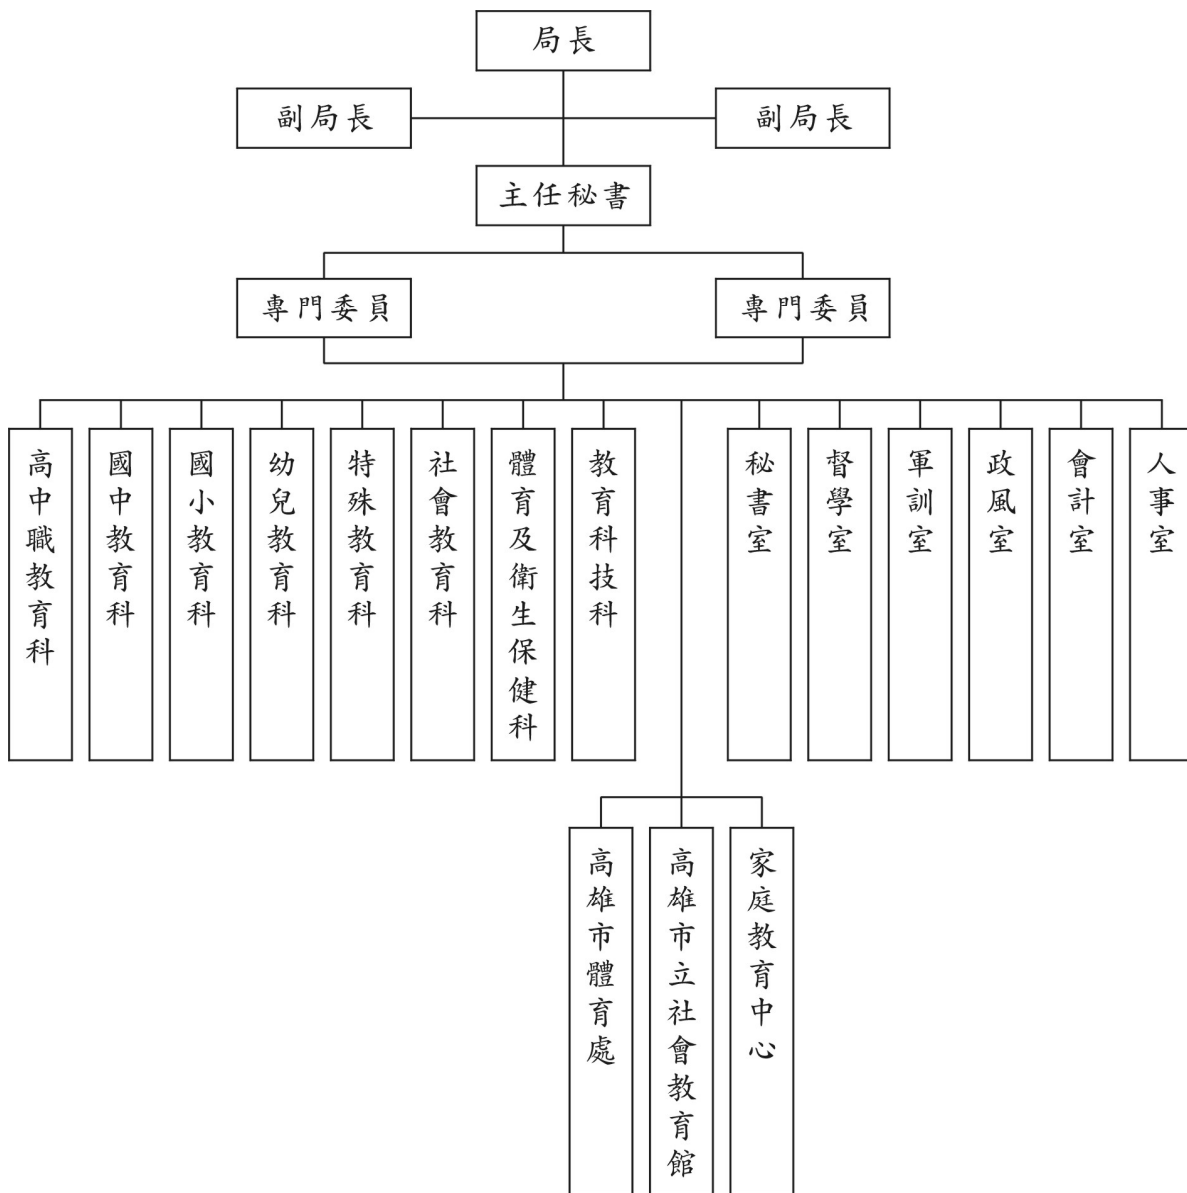 局長
副局長
副局長
主任秘書
專門委員
專門委員
高中職教育科
國中教育科
國小教育科
幼兒教育科
特殊教育科
社會教育科
體育及衛生保健科
教育科技科
秘書室
督學室
軍訓室
政風室
會計室
人事室
高雄市體育處
高雄市立社會教育館
家庭教育中心